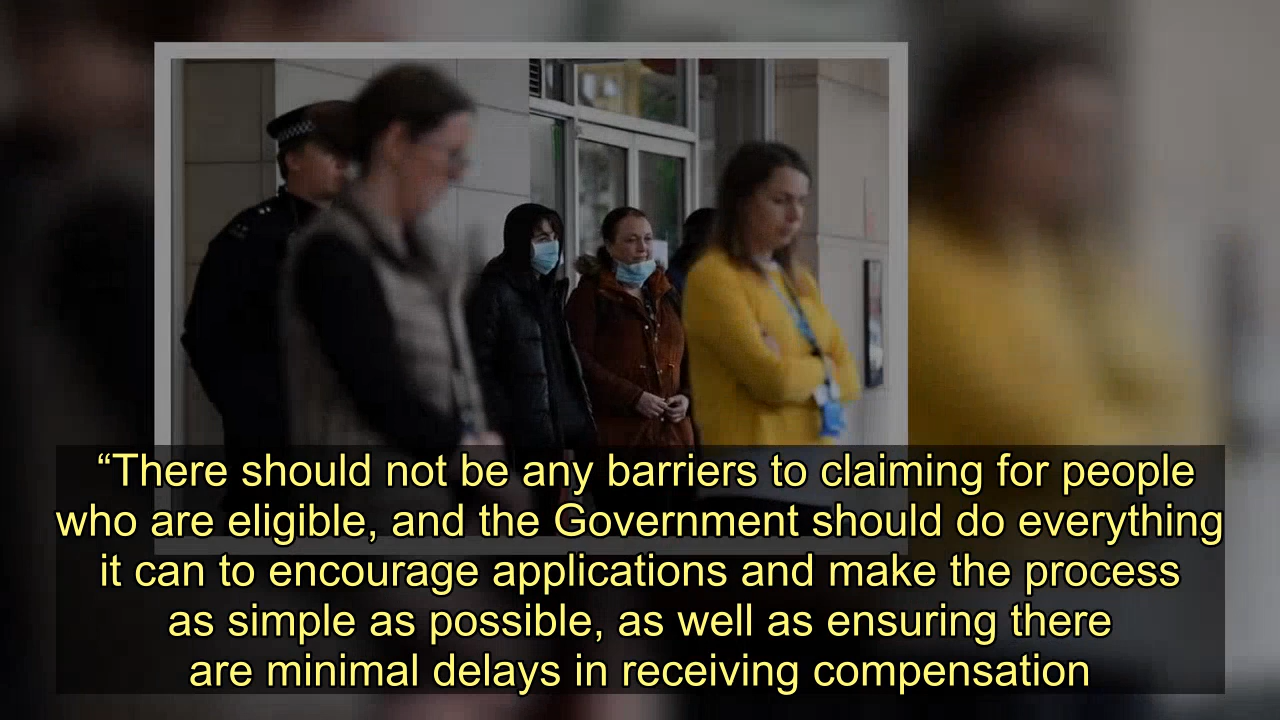 “There should not be any barriers to claiming for people
who are eligible, and the Government should do everything
it can to encourage applications and make the process
as simple as possible, as well as ensuring there
are minimal delays in receiving compensation